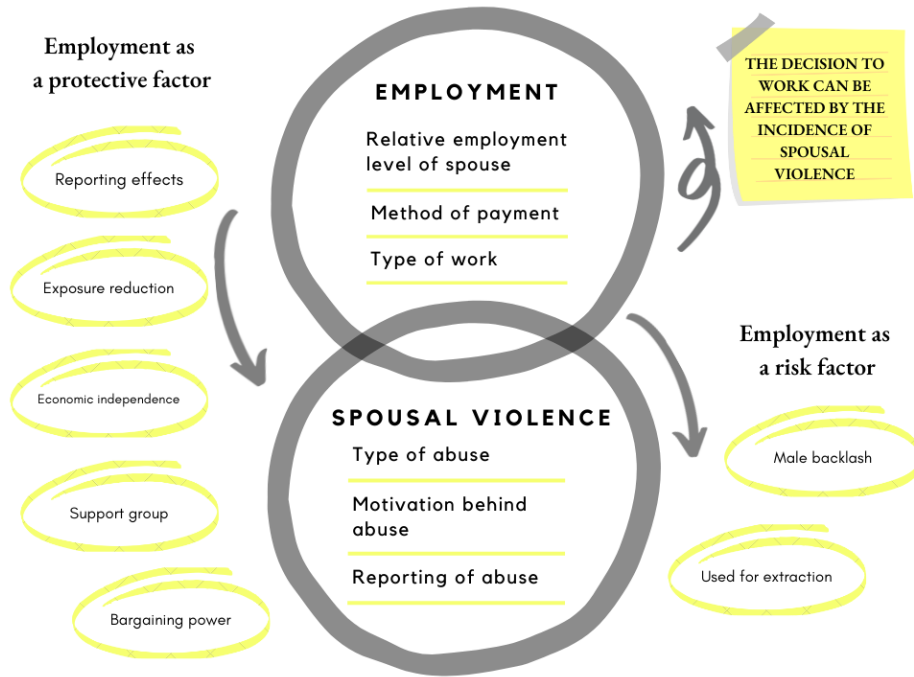 Employment as
a protective factor
Reporting effects
Exposure reduction
Economic independence
Support group
Bargaining power
EMPLOYMENT
Relative employment
level of spouse
Method of payment
Type of work
SPOUSAL VIOLENCE
Type of abuse
Motivation behind
abuse
Reporting of abuse
THE DECISION TO
WORK CAN BE
AFFECTED BY THE
INCIDENCE OF
SPOUSAL
VIOLENCE
Employment as
a risk factor
Male backlash
Used for extraction